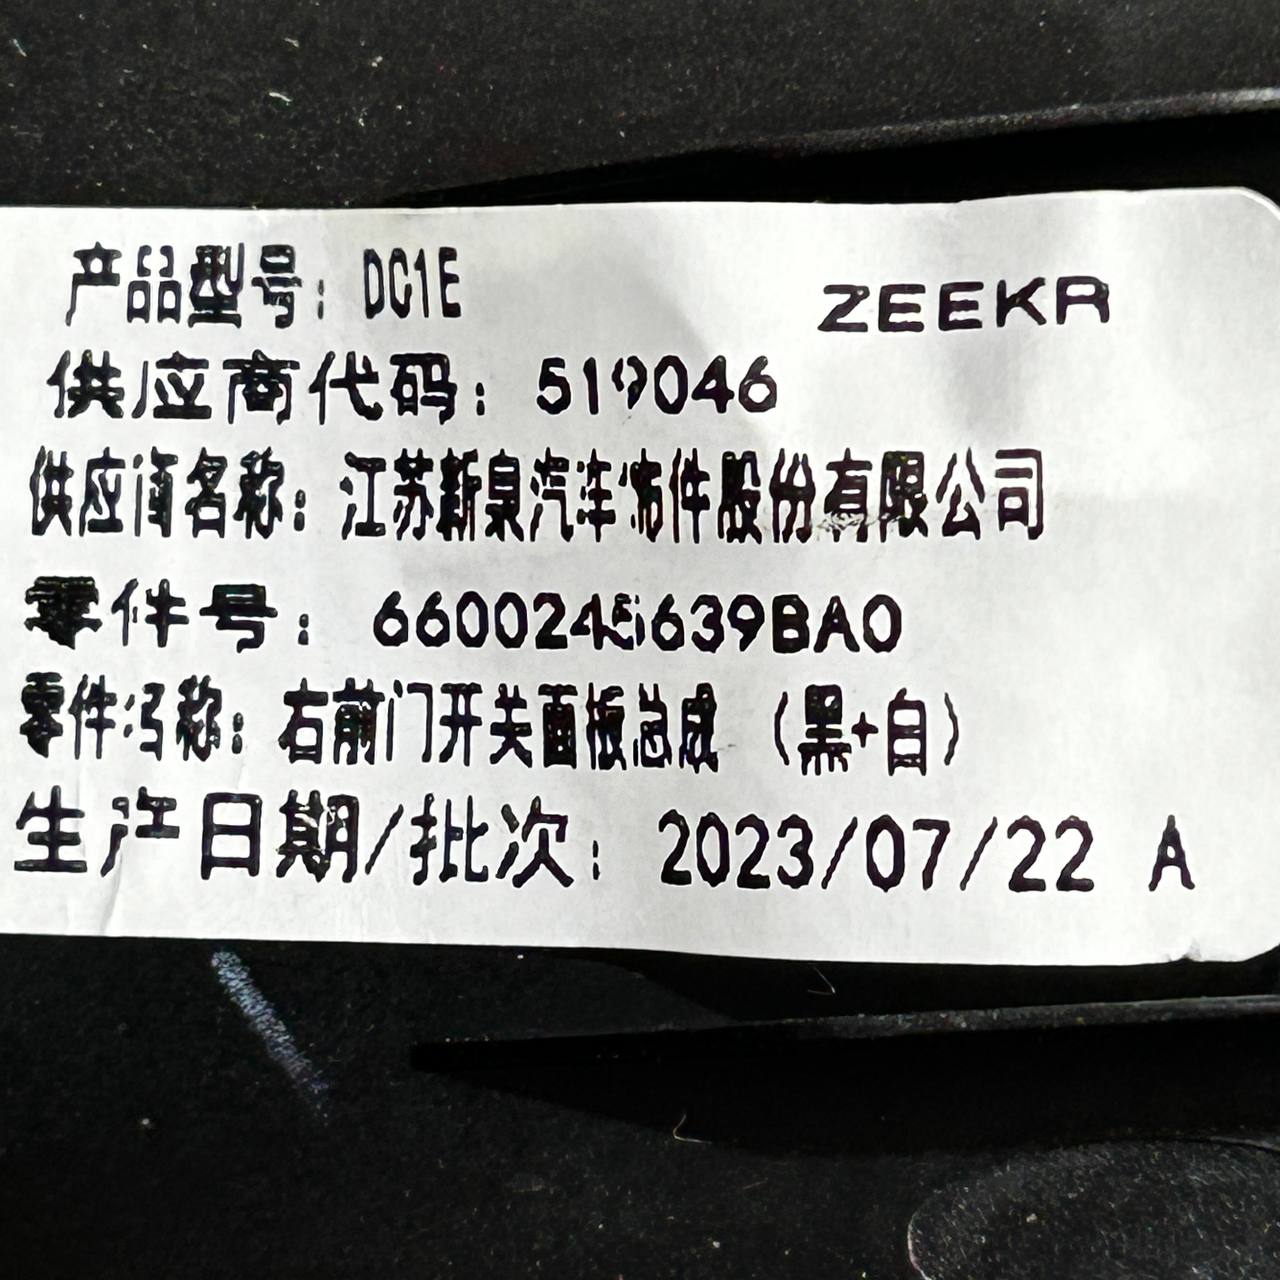 产品型号：DC1E
ZEEKR
供应商代码：519046
供应商名称：江苏新泉汽车饰件股份有限公司
零件号：6600245639BAO
零件名称：右前门开关面板总成（黑+自）
生产日期/批次：2023/07/22 A